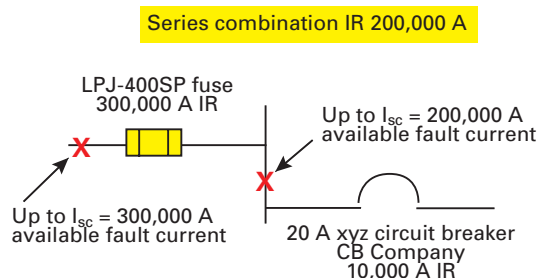 Series combination IR 200,000 A
LPJ-400SP fuse
300,000 A IR
Up to Isc = 200,000 A
available fault current
X
X
Up to Isc = 300,000 A
available fault current
20 A xyz circuit breaker
CB Company
10,000 A IR